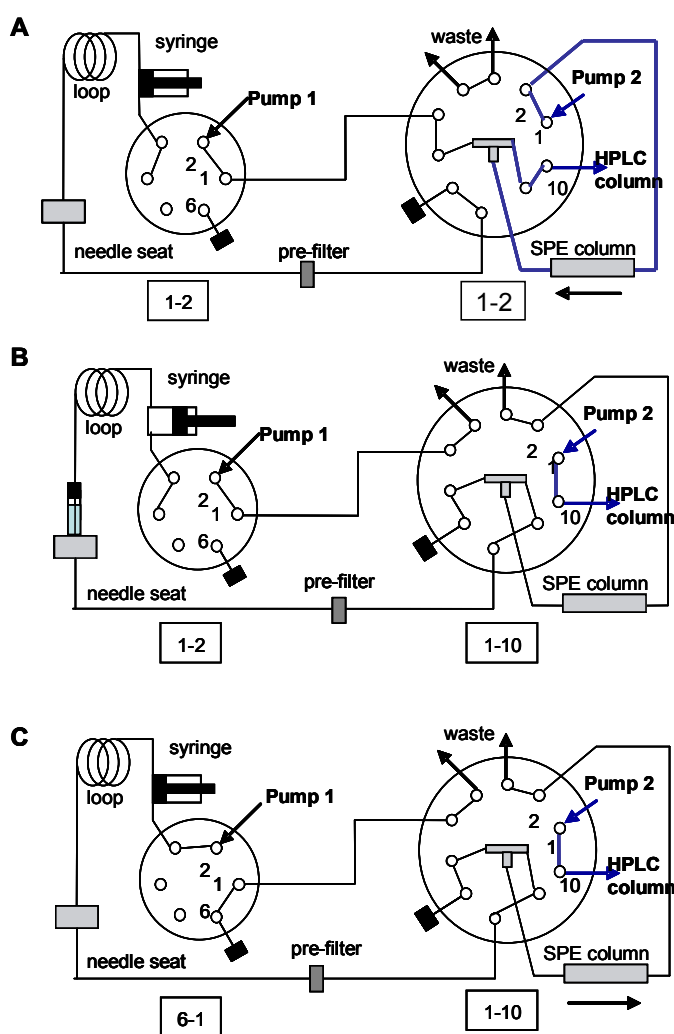 A
syringe
loop
waste
Pump 1
Pump 2
2
1
6
2
1
10
HPLC
column
needle seat
pre-filter
SPE column
1-2
1-2
B
syringe
loop
waste
Pump 1
Pump 2
2
1
6
2
1
10
HPLC
column
needle seat
pre-filter
SPE column
1-2
1-10
C
syringe
loop
waste
Pump 1
Pump 2
2
1
6
2
1
10
HPLC
column
needle seat
pre-filter
SPE column
6-1
1-10